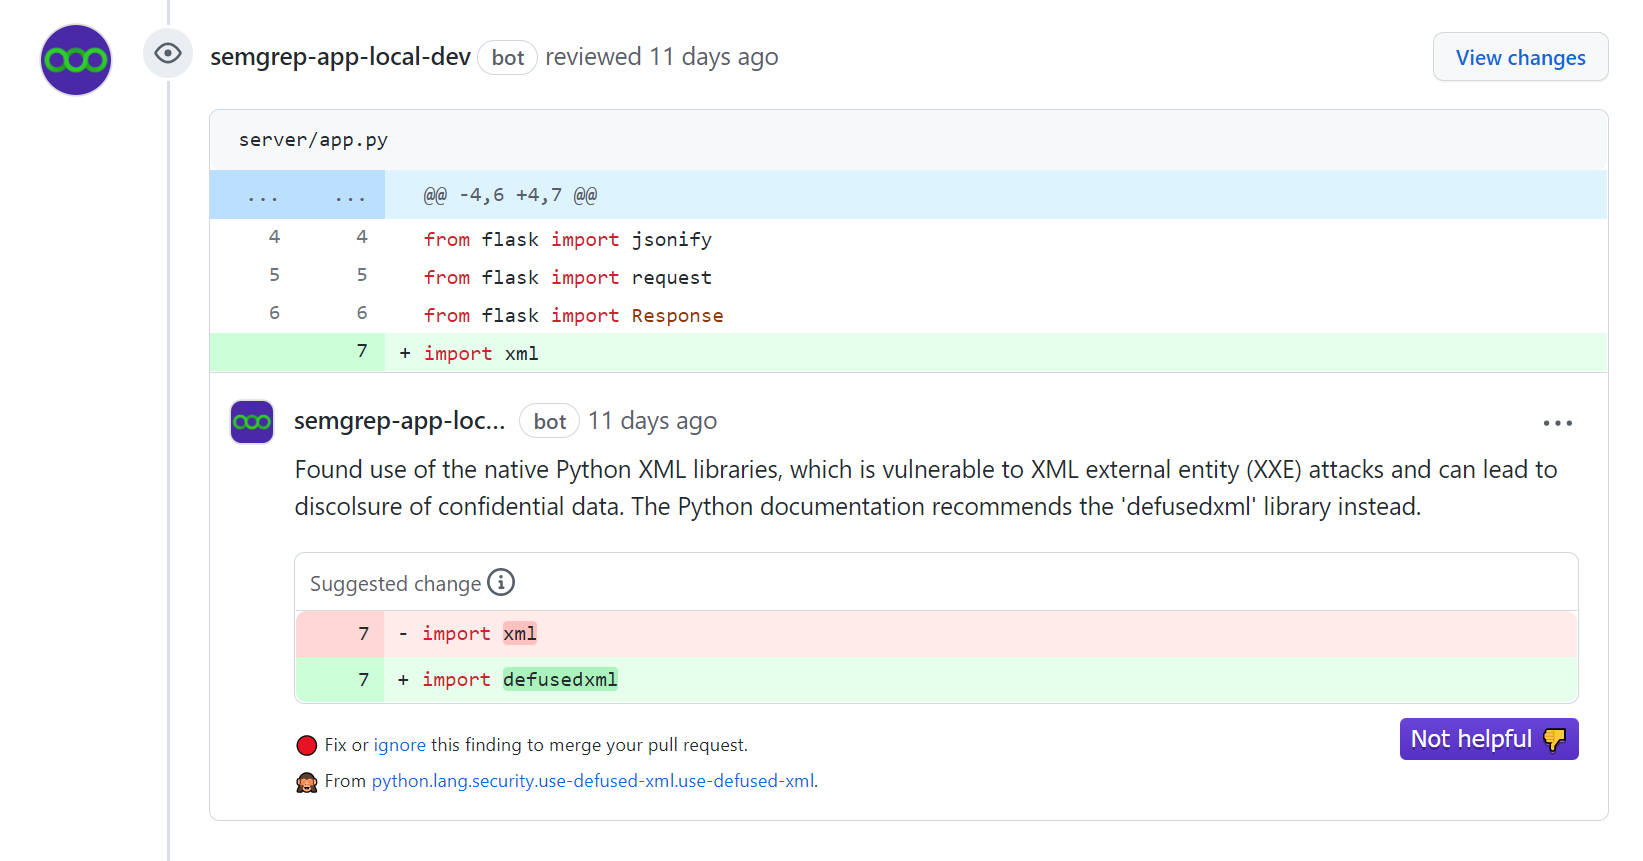 semgrep-app-local-dev bot reviewed 11 days ago
View changes
server/app.py
... ... @@ -4,6 +4,7 @@
4 4 from flask import jsonify
5 5 from flask import request
6 6 from flask import Response
7 + import xml
semgrep-app-loc... bot 11 days ago
Found use of the native Python XML libraries, which is vulnerable to XML external entity (XXE) attacks and can lead to
discolsure of confidential data. The Python documentation recommends the 'defusedxml' library instead.
Suggested change
7 - import xml
7 + import defusedxml
Fix or ignore this finding to merge your pull request.
Not helpful
From python.lang.security.use-defused-xml.use-defused-xml.